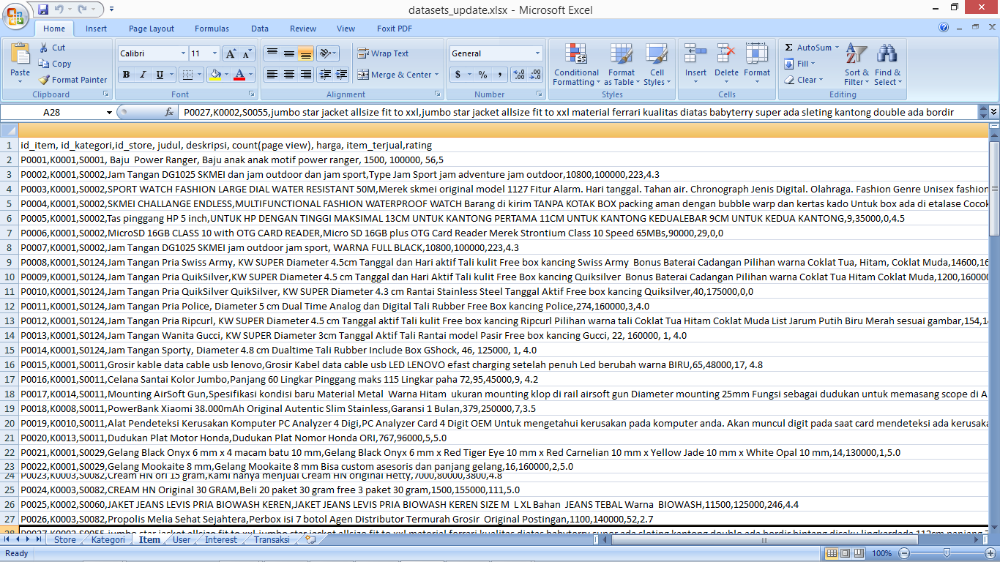 datasets_update.xlsx - Microsoft Excel
Home Insert Page Layout Formulas Data Review View Foxit PDF
Paste
Cut
Copy
Format Painter
Clipboard
Calibri 11
B I U
Font
Wrap Text
Merge & Center
Alignment
General
$ % ,
Number
Conditional Formatting
Format as Table
Cell Styles
Styles
Insert Delete Format
Cells
AutoSum
Fill
Clear
Sort & Filter
Find & Select
Editing
A28 fx P0027,K0002,S0055,jumbo star jacket allsize fit to xxl,jumbo star jacket allsize fit to xxl material ferrari kualitas diatas babyterry super ada sleting kantong double ada bordir
1 id_item, id_kategori,id_store, judul, deskripsi, count(page view), harga, item_terjual,rating
2 P0001,K0001,S0001, Baju  Power Ranger, Baju anak anak motif power ranger, 1500, 100000, 56,5
3 P0002,K0001,S0002,Jam Tangan DG1025 SKMEI dan jam outdoor dan jam sport,Type Jam Sport jam adventure jam outdoor,10800,100000,223,4.3
4 P0003,K0001,S0002,SPORT WATCH FASHION LARGE DIAL WATER RESISTANT 50M,Merek skmei original model 1127 Fitur Alarm. Hari tanggal. Tahan air. Chronograph Jenis Digital. Olahraga. Fashion Genre Unisex fashion
5 P0004,K0001,S0002,SKMEI CHALLANGE ENDLESS,MULTIFUNCTIONAL FASHION WATERPROOF WATCH Barang di kirim TANPA KOTAK BOX packing aman dengan bubble warp dan kertas kado Untuk box ada di etalase Cocok
6 P0005,K0001,S0002,Tas pinggang HP 5 inch,UNTUK HP DENGAN TINGGI MAKSIMAL 13CM UNTUK KANTONG PERTAMA 11CM UNTUK KANTONG KEDUALEBAR 9CM UNTUK KEDUA KANTONG,9,35000,0,4.5
7 P0006,K0001,S0002,MicroSD 16GB CLASS 10 with OTG CARD READER,Micro SD 16GB plus OTG Card Reader Merek Strontium Class 10 Speed 65MBs,90000,29,0,0
8 P0007,K0001,S0002,Jam Tangan DG1025 SKMEI jam outdoor jam sport, WARNA FULL BLACK,10800,100000,223,4.3
9 P0008,K0001,S0124,Jam Tangan Pria Swiss Army, KW SUPER Diameter 4.5cm Tanggal dan Hari aktif Tali kulit Free box kancing Swiss Army  Bonus Baterai Cadangan Pilihan warna Coklat Tua, Hitam, Coklat Muda,14600,16
10 P0009,K0001,S0124,Jam Tangan Pria QuikSilver,KW SUPER Diameter 4.5 cm Tanggal dan Hari Aktif Tali kulit Free Box kancing Quiksilver  Bonus Baterai Cadangan Pilihan warna Coklat Tua Hitam Coklat Muda,1200,160000
11 P0010,K0001,S0124,Jam Tangan Pria QuikSilver QuikSilver, KW SUPER Diameter 4.3 cm Rantai Stainless Steel Tanggal Aktif Free box kancing Quiksilver,40,175000,0,0
12 P0011,K0001,S0124,Jam Tangan Pria Police, Diameter 5 cm Dual Time Analog dan Digital Tali Rubber Free Box kancing Police,274,160000,3,4.0
13 P0012,K0001,S0124,Jam Tangan Pria Ripcurl, KW SUPER Diameter 4.5 cm Tanggal aktif Tali kulit Free box kancing Ripcurl Pilihan warna tali Coklat Tua Hitam Coklat Muda List Jarum Putih Biru Merah sesuai gambar,154,14
14 P0013,K0001,S0124,Jam Tangan Wanita Gucci, KW SUPER Diameter 3cm Tanggal Aktif Tali Rantai model Pasir Free box kancing Gucci, 22, 160000, 1, 4.0
15 P0014,K0001,S0124,Jam Tangan Sporty, Diameter 4.8 cm Dualtime Tali Rubber Include Box GShock, 46, 125000, 1, 4.0
16 P0015,K0001,S0011,Grosir kable data cable usb lenovo,Grosir Kabel data cable usb LED LENOVO efast charging setelah penuh Led berubah warna BIRU,65,48000,17, 4.8
17 P0016,K0001,S0011,Celana Santai Kolor Jumbo,Panjang 60 Lingkar Pinggang maks 115 Lingkar paha 72,95,45000,9, 4.2
18 P0017,K0014,S0011,Mounting AirSoft Gun,Spesifikasi kondisi baru Material Metal  Warna Hitam  ukuran mounting klop di rail airsoft gun Diameter mounting 25mm Fungsi sebagai dudukan untuk memasang scope di A
19 P0018,K0008,S0011,PowerBank Xiaomi 38.000mAh Original Autentic Slim Stainless,Garansi 1 Bulan,379,250000,7,3.5
20 P0019,K0010,S0011,Alat Pendeteksi Kerusakan Komputer PC Analyzer 4 Digi,PC Analyzer Card 4 Digit OEM Untuk mengetahui kerusakan pada komputer anda. Akan muncul digit pada saat card mendeteksi ada kerusaka
21 P0020,K0013,S0011,Dudukan Plat Motor Honda,Dudukan Plat Nomor Honda ORI,767,96000,5,5.0
22 P0021,K0001,S0029,Gelang Black Onyx 6 mm x 4 macam batu 10 mm,Gelang Black Onyx 6 mm x Red Tiger Eye 10 mm x Red Carnelian 10 mm x Yellow Jade 10 mm x White Opal 10 mm,14,130000,1,5.0
23 P0022,K0001,S0029,Gelang Mookaite 8 mm,Gelang Mookaite 8 mm Bisa custom asesoris dan panjang gelang,16,160000,2,5.0
24 P0023,K0003,S0082,Cream HN ori 15 gram,Kami hanya menjual Cream HN original Hetty,7000,80000,3800,4.8
25 P0024,K0003,S0082,CREAM HN Original 30 GRAM,Beli 20 paket 30 gram free 3 paket 30 gram,1500,155000,111,5.0
26 P0025,K0002,S0060,JAKET JEANS LEVIS PRIA BIOWASH KEREN,JAKET JEANS LEVIS PRIA BIOWASH KEREN SIZE M  L XL Bahan  JEANS TEBAL Warna  BIOWASH,11500,125000,246,4.4
27 P0026,K0003,S0082,Propolis Melia Sehat Sejahtera,Perbox isi 7 botol Agen Distributor Termurah Grosir  Original Postingan,1100,140000,52,2.7
28 P0027,K0002,S0055,jumbo star jacket allsize fit to xxl,jumbo star jacket allsize fit to xxl material ferrari kualitas diatas babyterry super ada sleting kantong double ada bordir bintang disaku lingkardada 112cm panjang
Store Kategori Item User Interest Transaksi
Ready 100%